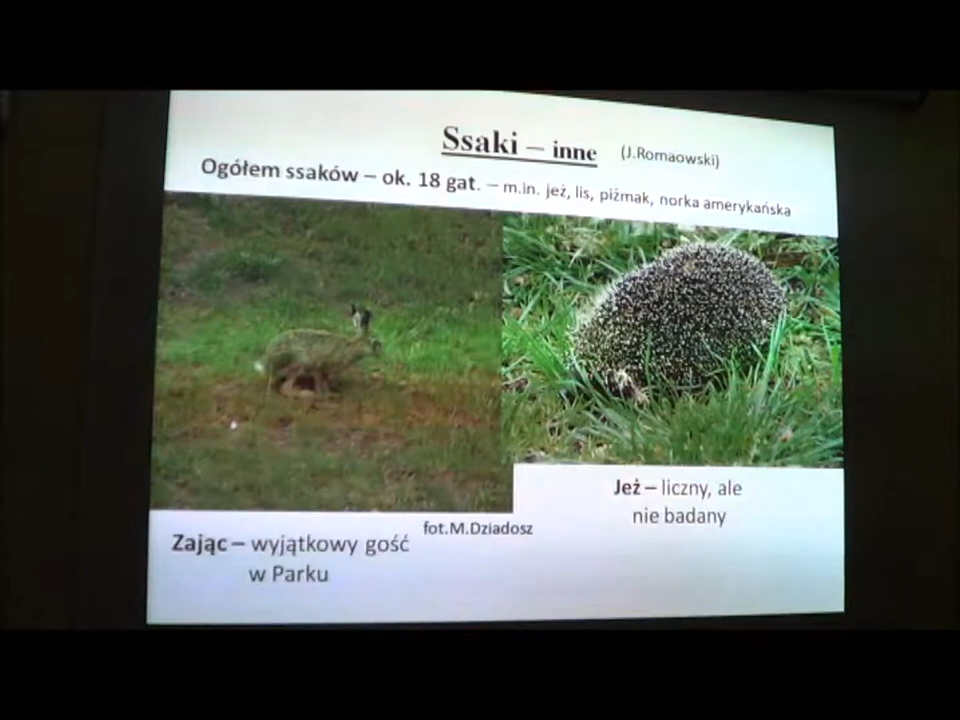 Ssaki – inne (J.Romaowski)
Ogółem ssaków – ok. 18 gat. – m.in. jeż, lis, piżmak, norka amerykańska
Jeż – liczny, ale
nie badany
fot.M.Dziadosz
Zając – wyjątkowy gość
w Parku